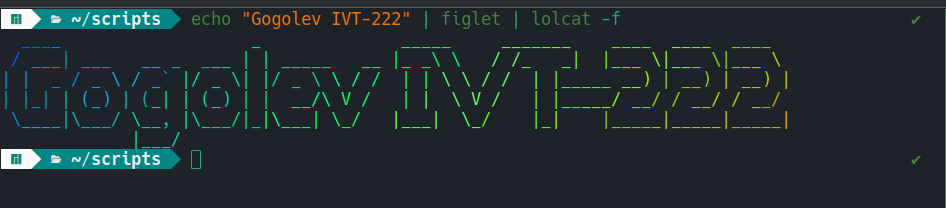 ~/scripts echo "Gogolev IVT-222" | figlet | lolcat -f ✔
Gogolev IVT-222
~/scripts ✔